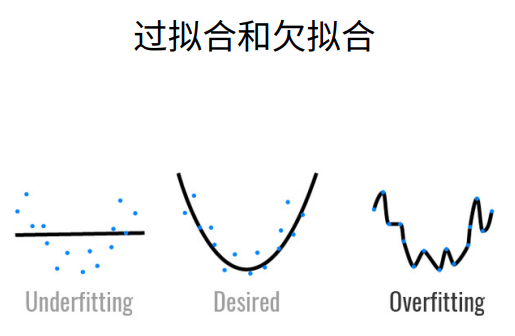 过拟合和欠拟合
Underfitting Desired Overfitting